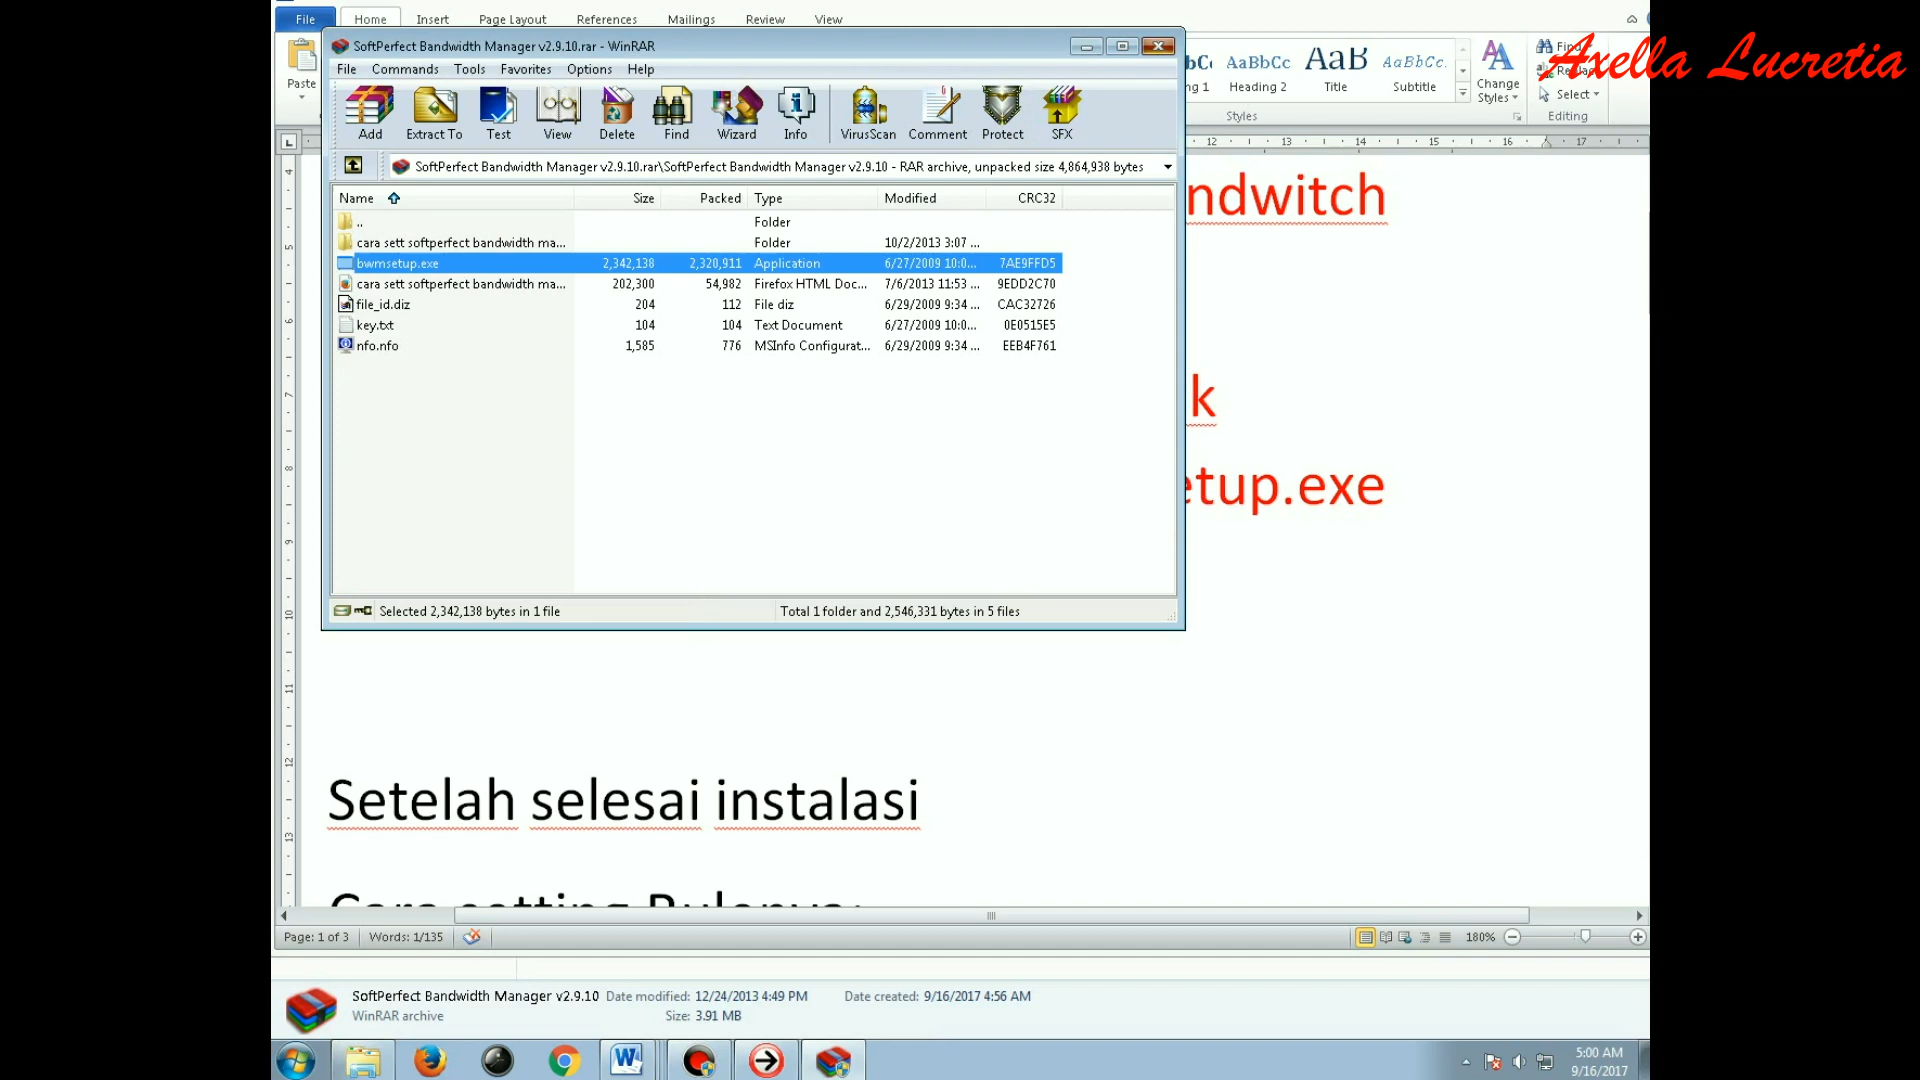 File Home Insert Page Layout References Mailings Review View
Axella Lucretia
Paste
SoftPerfect Bandwidth Manager v2.9.10.rar - WinRAR
File Commands Tools Favorites Options Help
Add Extract To Test View Delete Find Wizard Info VirusScan Comment Protect SFX
AaBbCc AaB AaBbCc.
Heading 2 Title Subtitle
Change Styles
Find
Select
Styles
Editing
SoftPerfect Bandwidth Manager v2.9.10.rar\SoftPerfect Bandwidth Manager v2.9.10 - RAR archive, unpacked size 4,864,938 bytes
12 13 14 15 16 17
Name Size Packed Type Modified CRC32
.. Folder
cara sett softperfect bandwidth ma... Folder 10/2/2013 3:07 ...
bwmsetup.exe 2,342,138 2,320,911 Application 6/27/2009 10:0... 7AE9FFD5
cara sett softperfect bandwidth ma... 202,300 54,982 Firefox HTML Doc... 7/6/2013 11:53 ... 9EDD2C70
file_id.diz 204 112 File diz 6/29/2009 9:34 ... CAC32726
key.txt 104 104 Text Document 6/27/2009 10:0... 0E0515E5
nfo.nfo 1,585 776 MSInfo Configurat... 6/29/2009 9:34 ... EEB4F761
ndwitch
k
etup.exe
Selected 2,342,138 bytes in 1 file
Total 1 folder and 2,546,331 bytes in 5 files
Setelah selesai instalasi
Cara setting Rulenya:
Page: 1 of 3 Words: 1/135 180%
SoftPerfect Bandwidth Manager v2.9.10 Date modified: 12/24/2013 4:49 PM Date created: 9/16/2017 4:56 AM
WinRAR archive Size: 3.91 MB
5:00 AM
9/16/2017